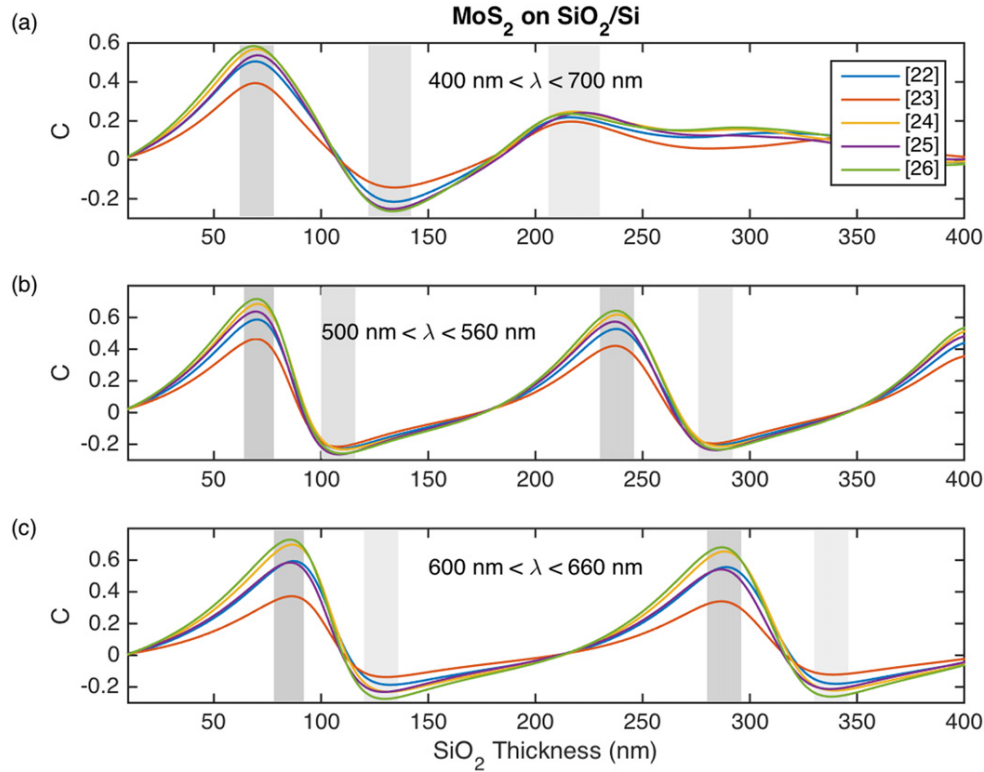 MoS2 on SiO2/Si
(a)
0.6
0.4
0.2
0
-0.2
C
400 nm < λ < 700 nm
[22]
[23]
[24]
[25]
[26]
50 100 150 200 250 300 350 400
(b)
0.6
0.4
0.2
0
-0.2
C
500 nm < λ < 560 nm
50 100 150 200 250 300 350 400
(c)
0.6
0.4
0.2
0
-0.2
C
600 nm < λ < 660 nm
50 100 150 200 250 300 350 400
SiO2 Thickness (nm)